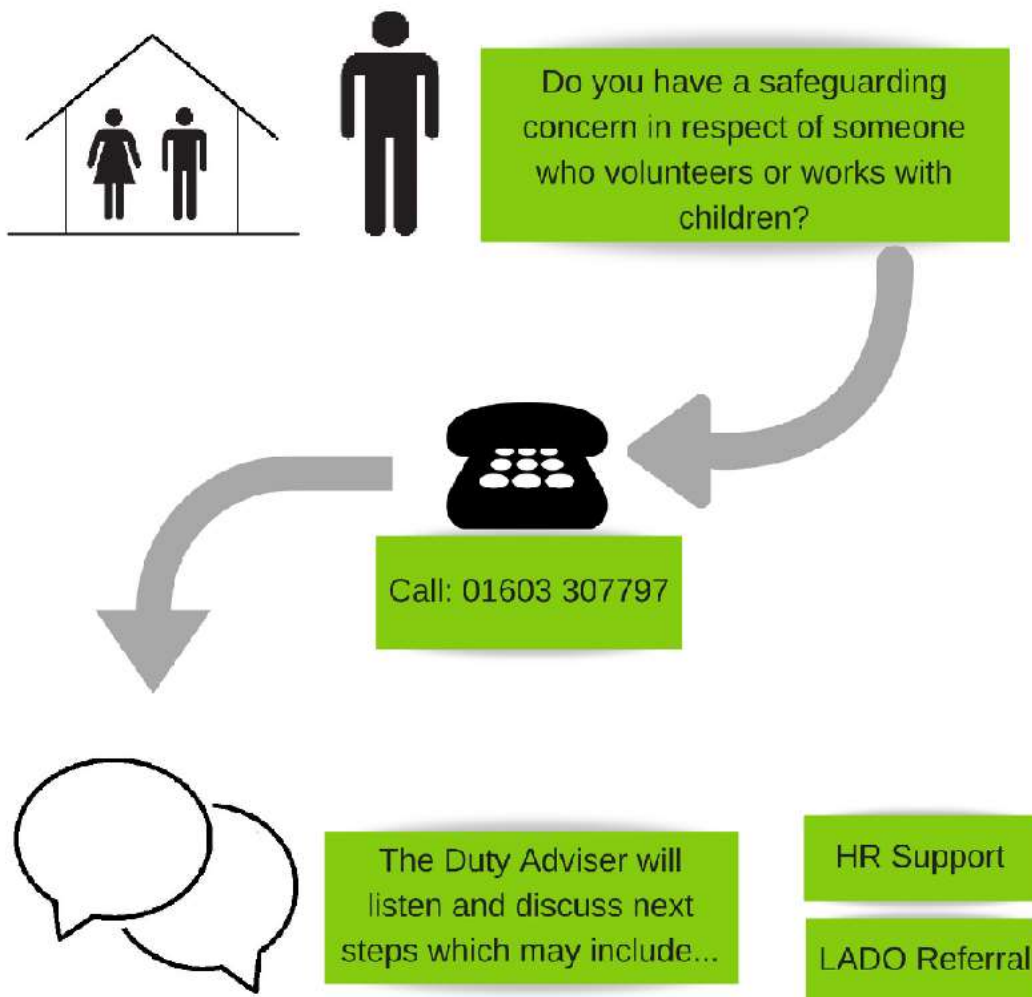 Do you have a safeguarding
concern in respect of someone
who volunteers or works with
children?
Call: 01603 307797
The Duty Adviser will
listen and discuss next
steps which may include...
HR Support
LADO Referral